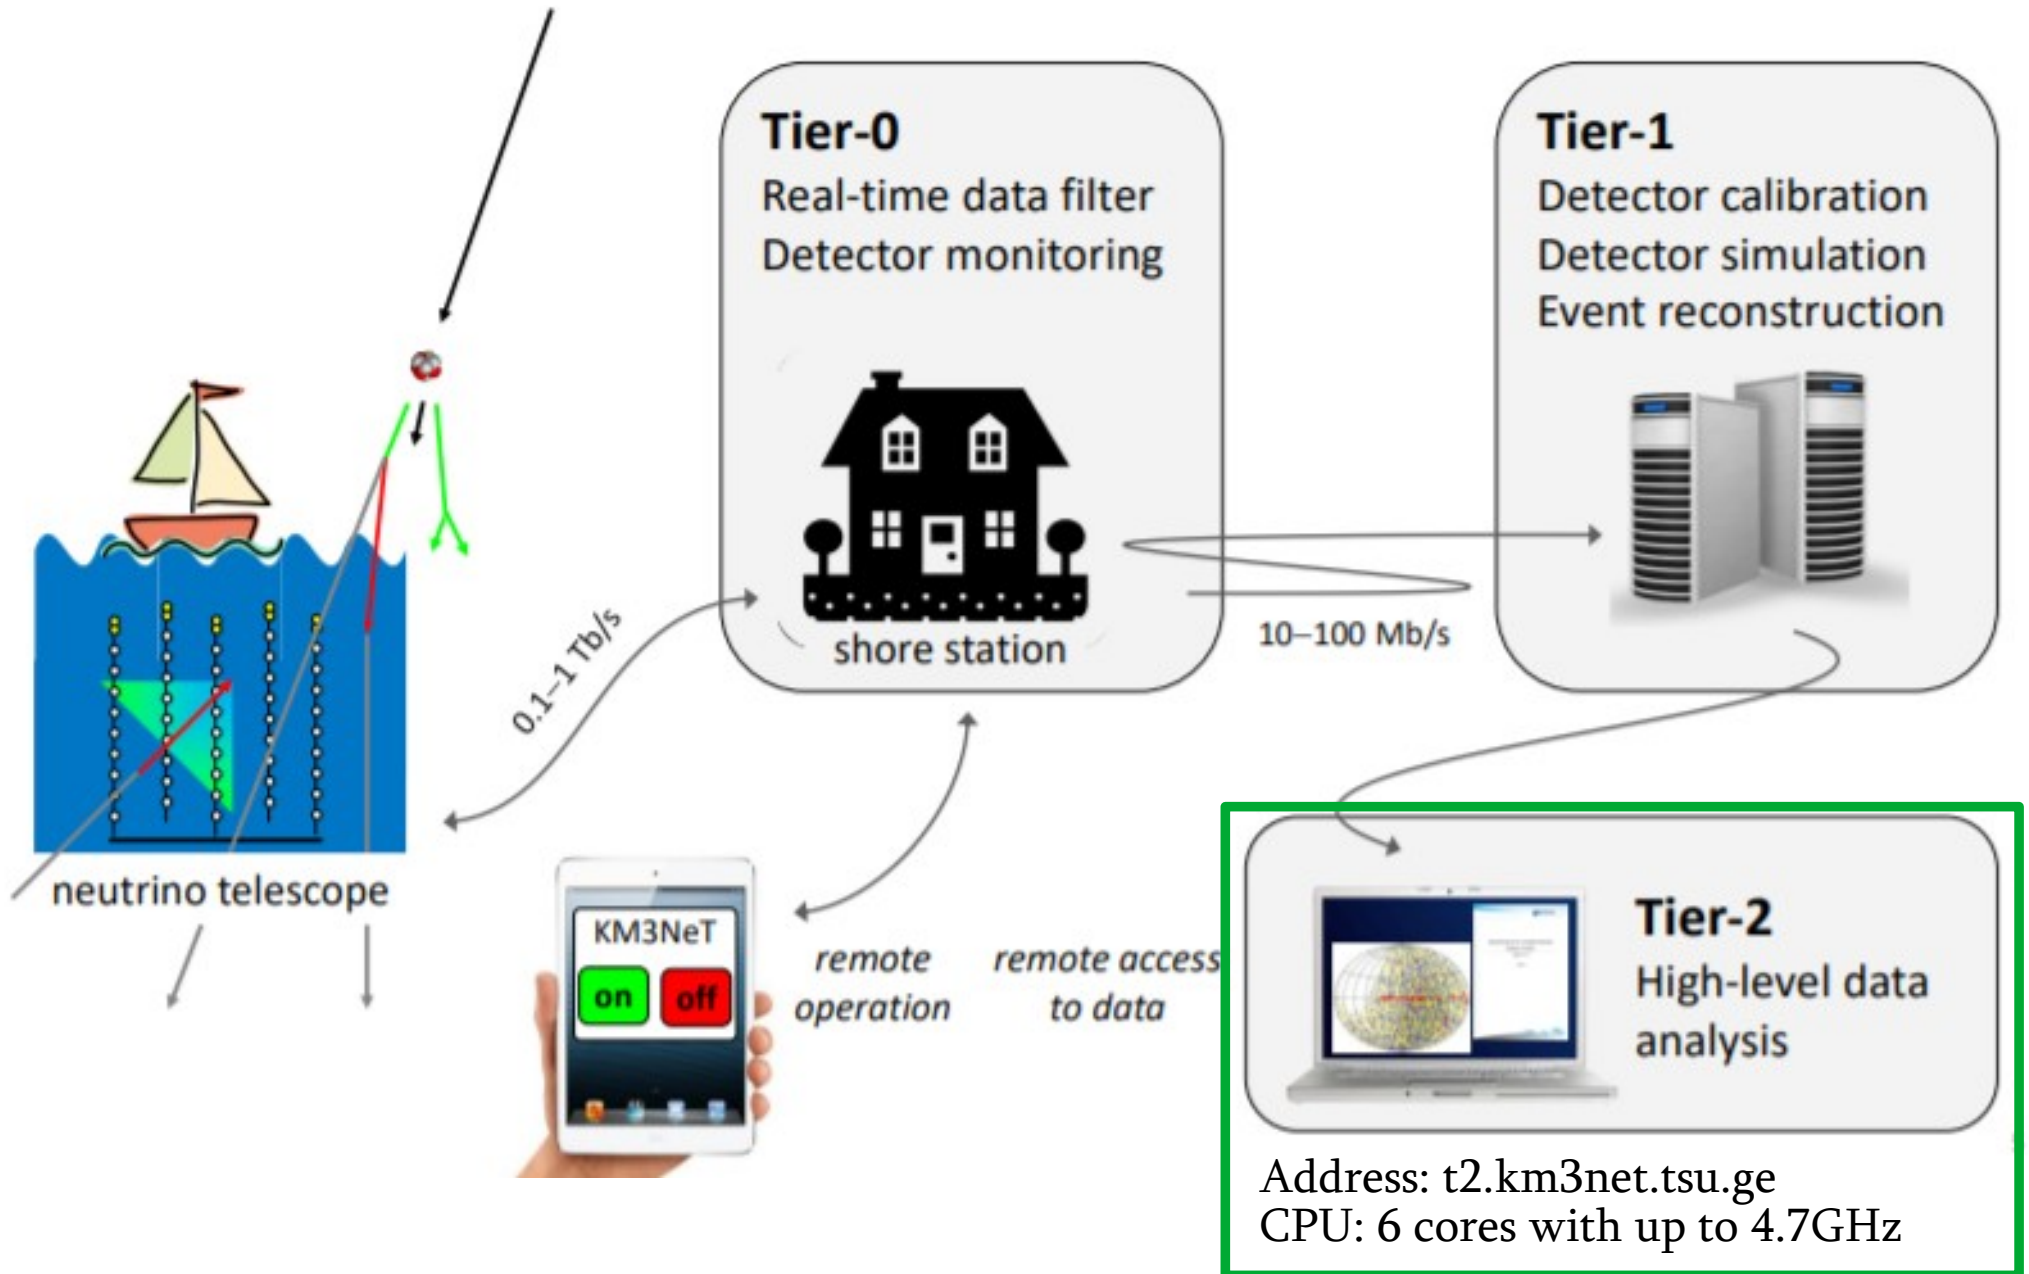 Tier-0
Real-time data filter
Detector monitoring
shore station
Tier-1
Detector calibration
Detector simulation
Event reconstruction
0.1–1 Tb/s
10–100 Mb/s
neutrino telescope
KM3NeT
on
off
remote
operation
remote access
to data
Tier-2
High-level data
analysis
Address: t2.km3net.tsu.ge
CPU: 6 cores with up to 4.7GHz